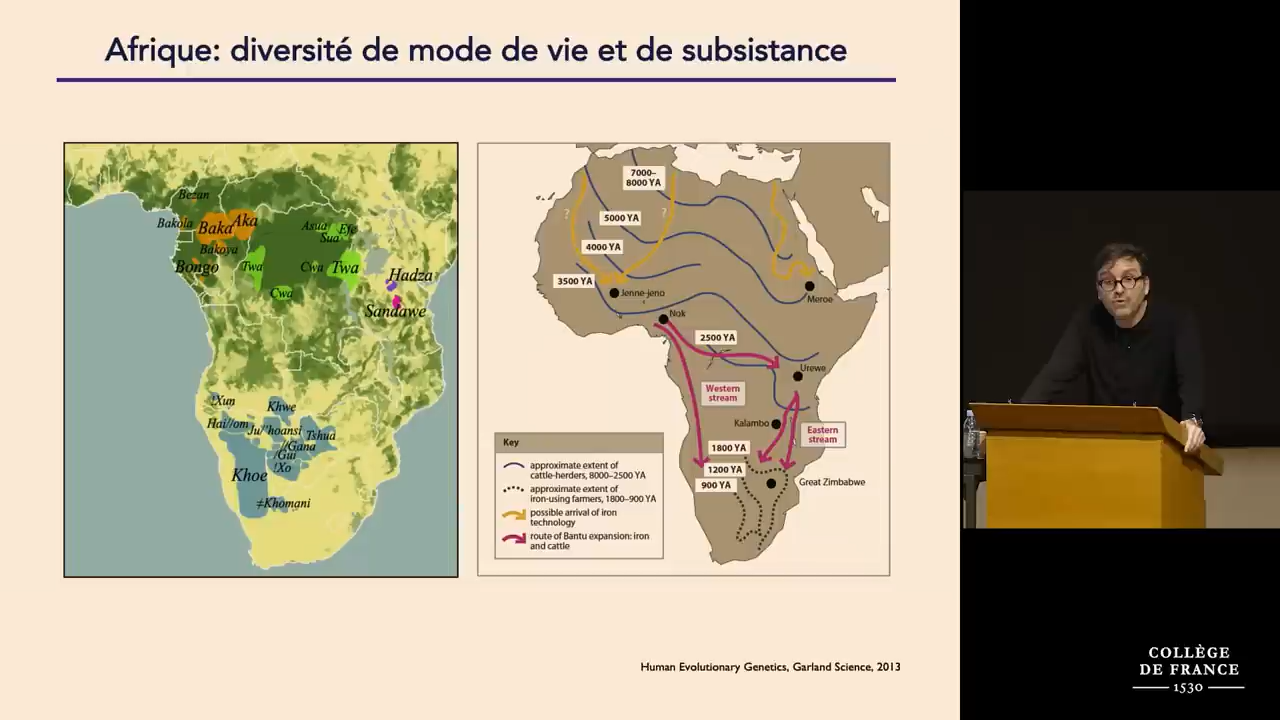 Afrique: diversité de mode de vie et de subsistance
Bezan
Bakola
Baka
Aka
Bakoya
Bongo
Asua
Efe
Sua
Twa
Cwa
Twa
Cwa
Hadza
Sandawe
!Xun
Khwe
Hai//om
Ju/'hoansi
Tshua
//Gana
/Gui
!Xo
Khoe
≠Khomani
7000–
8000 YA
5000 YA
?
?
4000 YA
3500 YA
Jenne-jeno
Meroe
Nok
2500 YA
Urewe
Western
stream
Kalambo
Eastern
stream
1800 YA
1200 YA
900 YA
Great Zimbabwe
Key
approximate extent of
cattle-herders, 8000–2500 YA
approximate extent of
iron-using farmers, 1800–900 YA
possible arrival of iron
technology
route of Bantu expansion: iron
and cattle
Human Evolutionary Genetics, Garland Science, 2013
COLLÈGE
DE FRANCE
1530